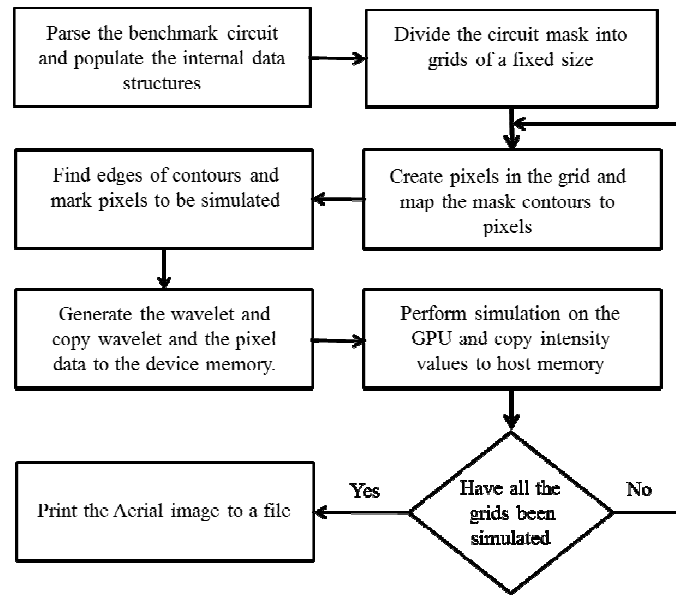 Parse the benchmark circuit
and populate the internal data
structures
Divide the circuit mask into
grids of a fixed size
Create pixels in the grid and
map the mask contours to
pixels
Find edges of contours and
mark pixels to be simulated
Generate the wavelet and
copy wavelet and the pixel
data to the device memory.
Perform simulation on the
GPU and copy intensity
values to host memory
Have all the
grids been
simulated
Yes
No
Print the Aerial image to a file